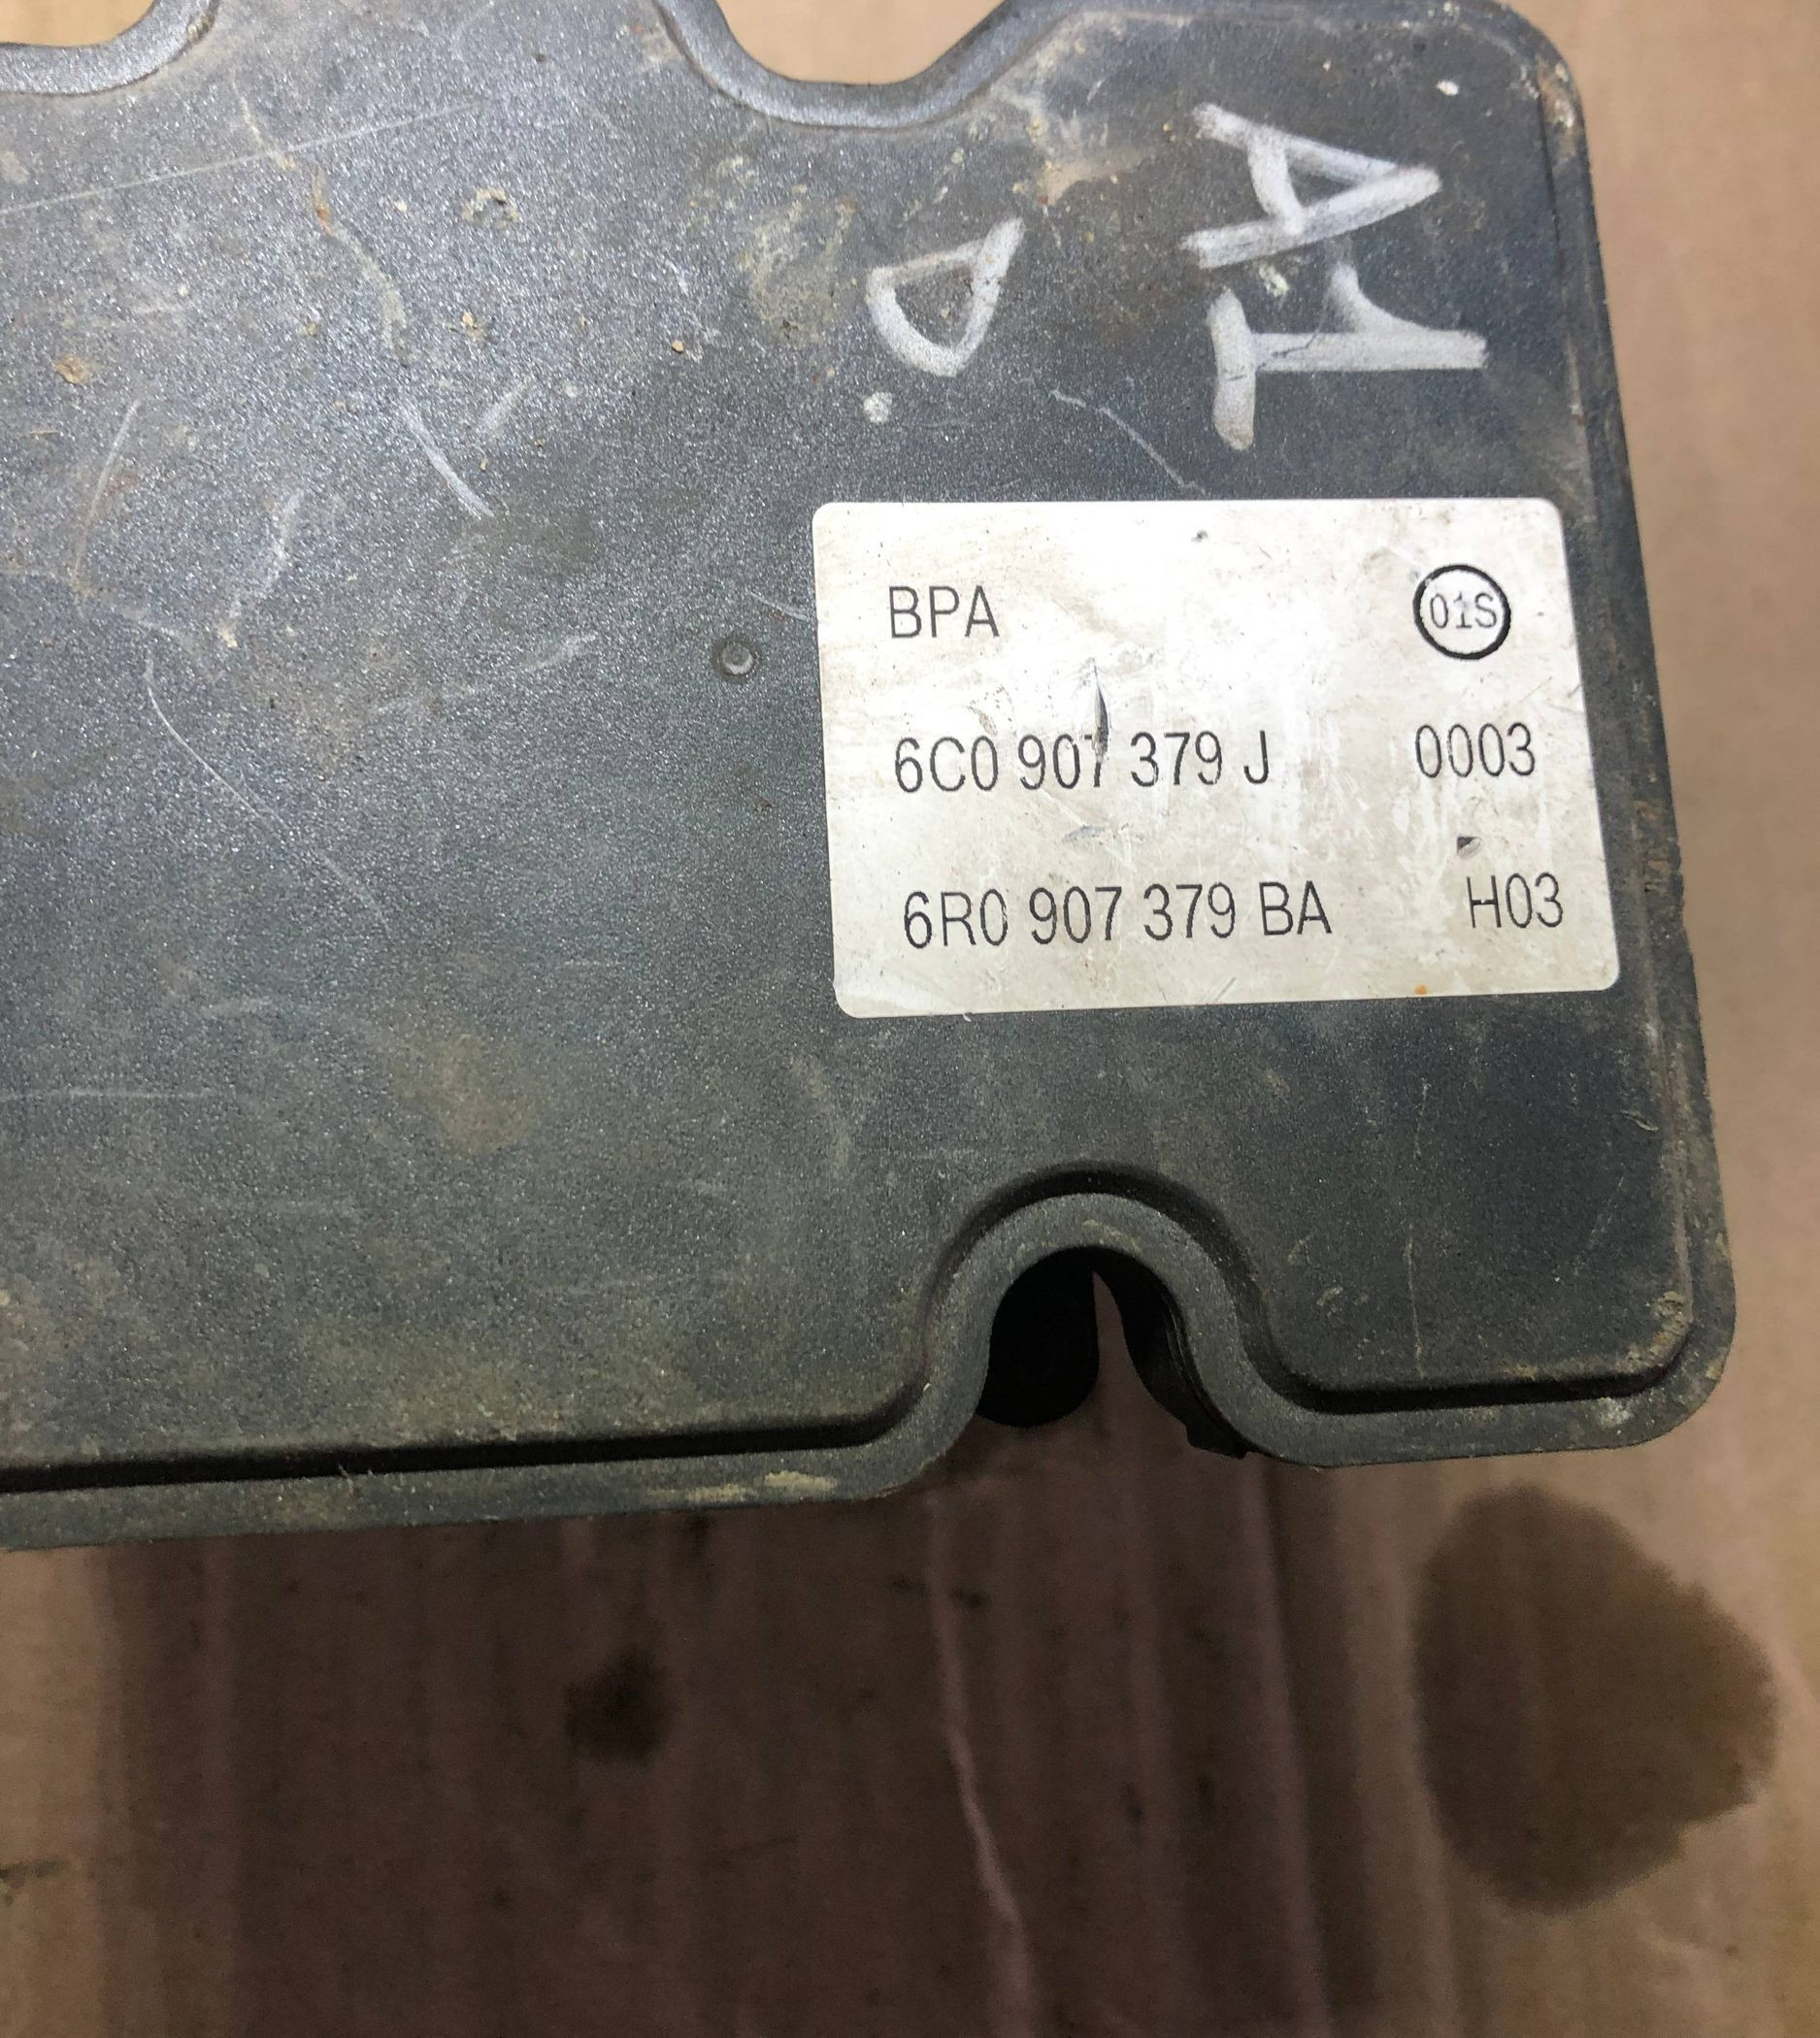 A1
D
BPA 01S
6C0 907 379 J 0003
6R0 907 379 BA H03